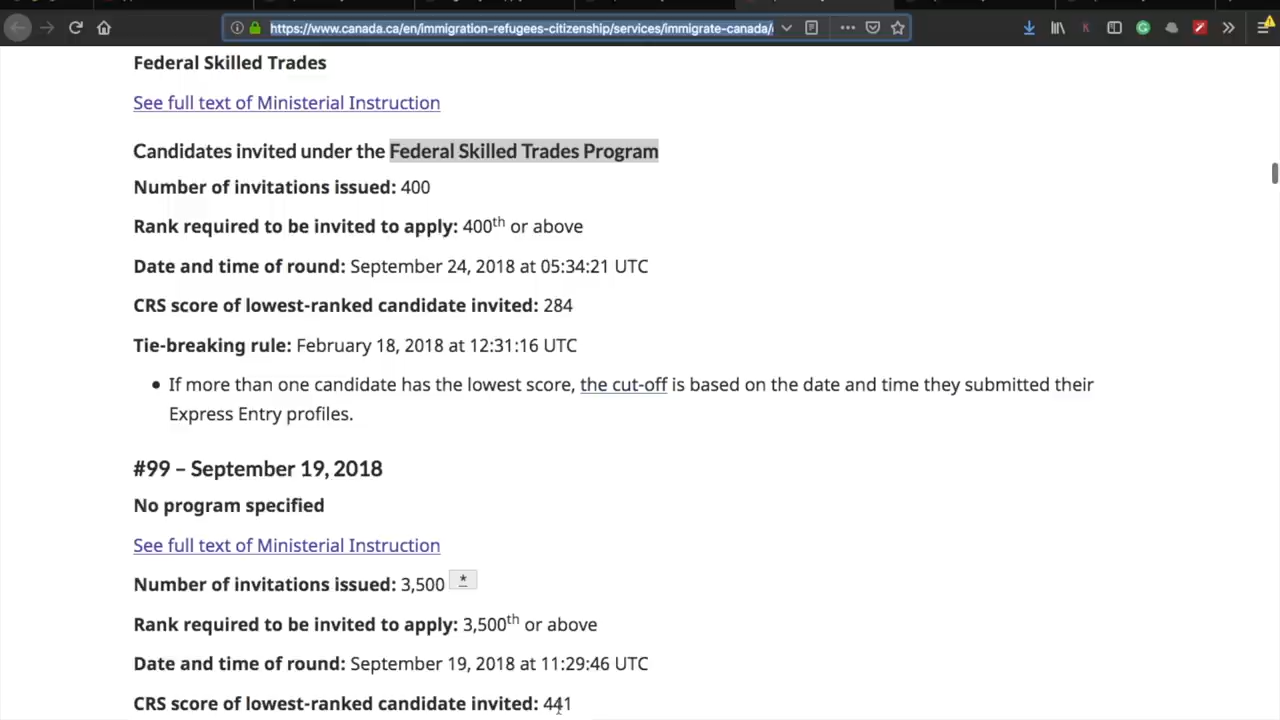 https://www.canada.ca/en/immigration-refugees-citizenship/services/immigrate-canada/
Federal Skilled Trades
See full text of Ministerial Instruction
Candidates invited under the Federal Skilled Trades Program
Number of invitations issued: 400
Rank required to be invited to apply: 400th or above
Date and time of round: September 24, 2018 at 05:34:21 UTC
CRS score of lowest-ranked candidate invited: 284
Tie-breaking rule: February 18, 2018 at 12:31:16 UTC
• If more than one candidate has the lowest score, the cut-off is based on the date and time they submitted their
Express Entry profiles.
#99 – September 19, 2018
No program specified
See full text of Ministerial Instruction
Number of invitations issued: 3,500 *
Rank required to be invited to apply: 3,500th or above
Date and time of round: September 19, 2018 at 11:29:46 UTC
CRS score of lowest-ranked candidate invited: 441